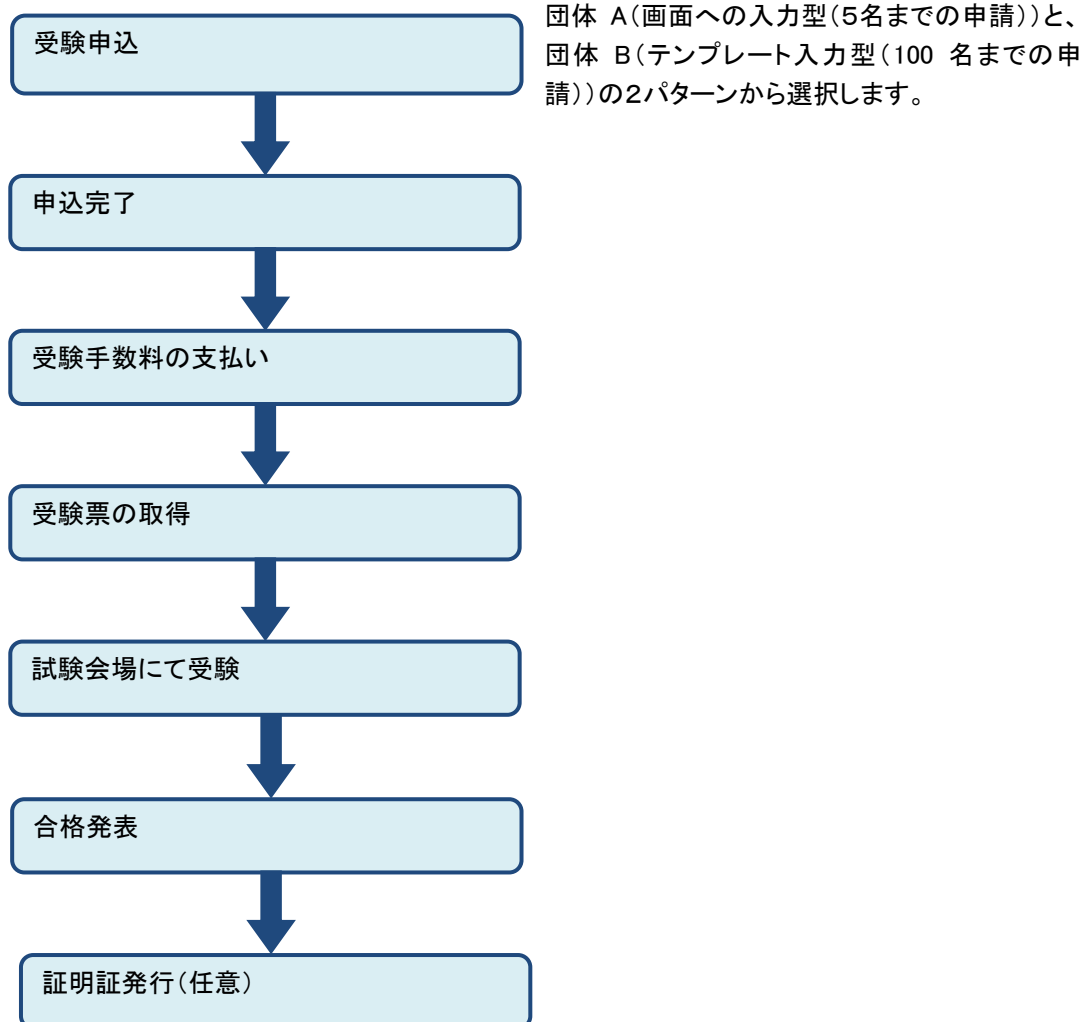 受験申込
団体 A(画面への入力型(5名までの申請))と、
団体 B(テンプレート入力型(100 名までの申
請))の2パターンから選択します。
申込完了
受験手数料の支払い
受験票の取得
試験会場にて受験
合格発表
証明証発行(任意)